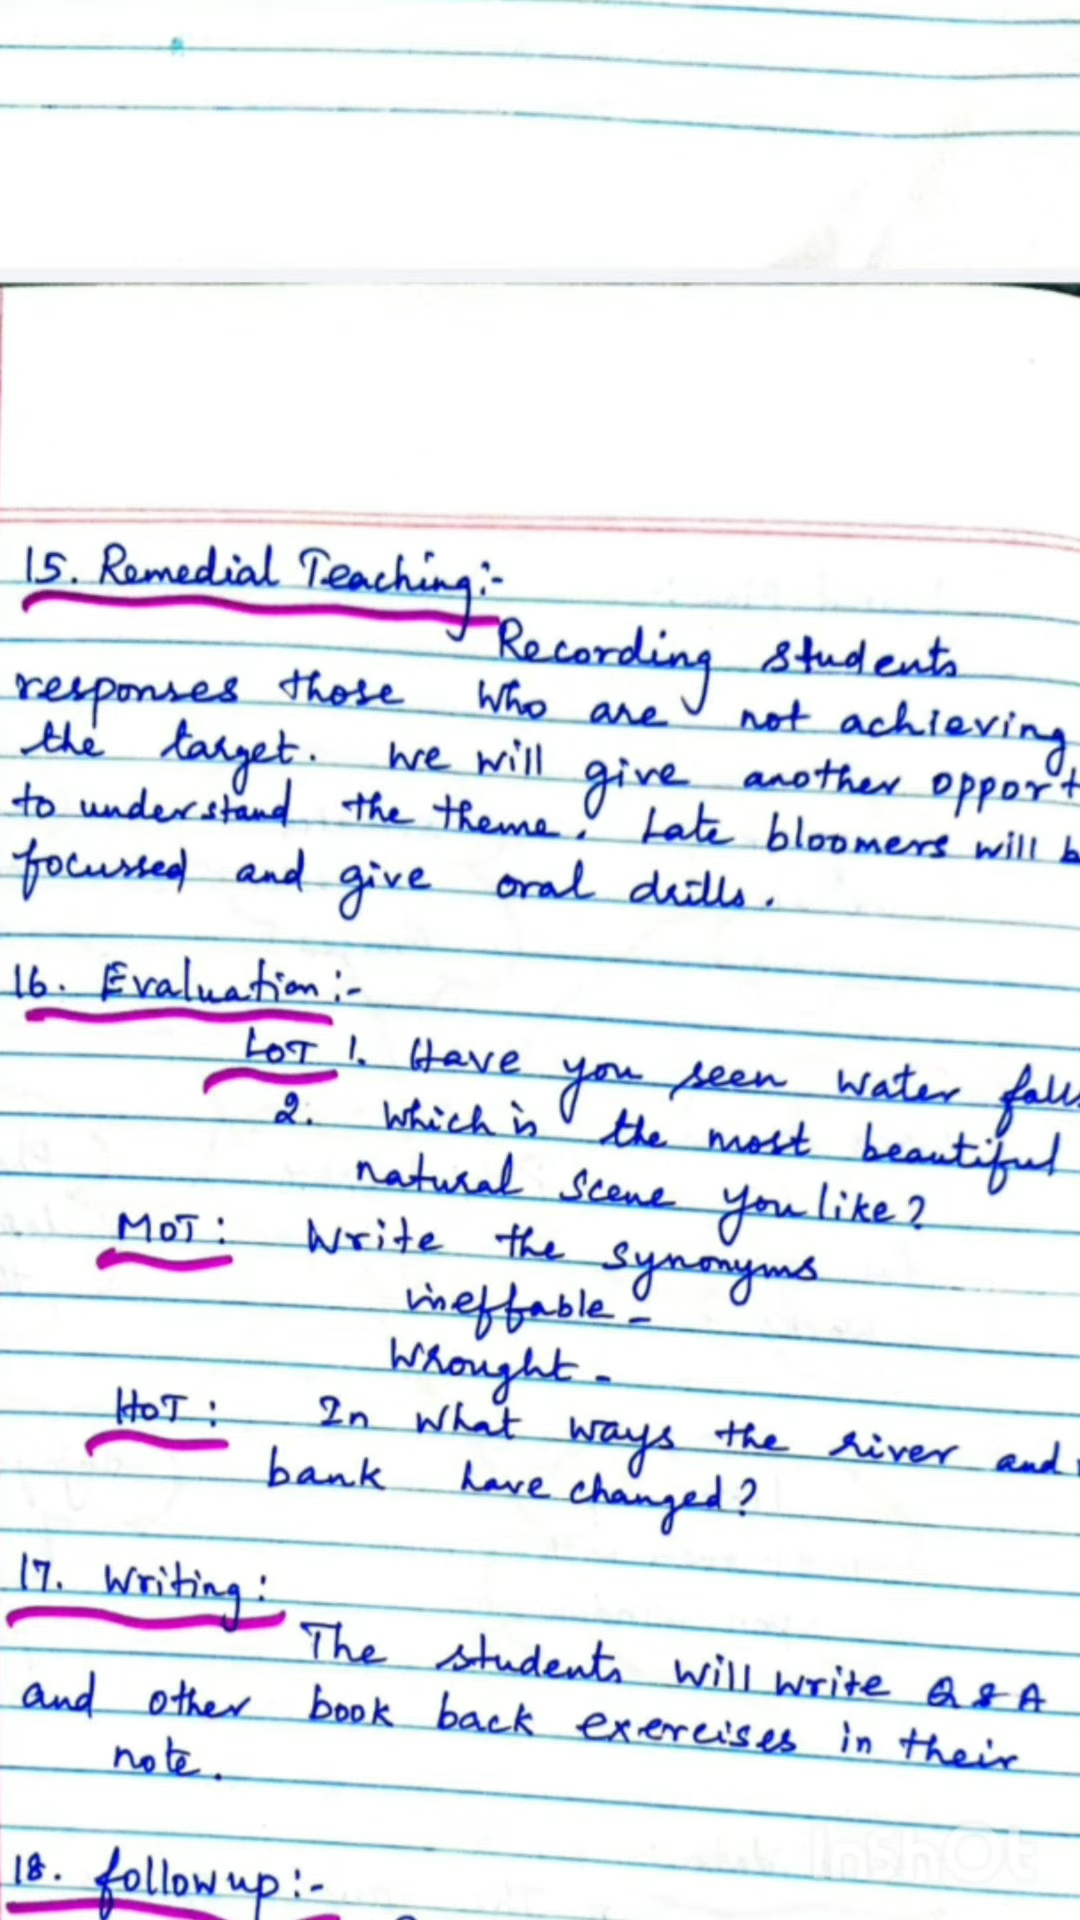 15. Remedial Teaching:-
Recording students
responses those who are not achieving
the target. We will give another opport
to understand the theme. Late bloomers will b
focussed and give oral drills.
16. Evaluation:-
LOT 1. Have you seen water falls
2. Which is the most beautiful
natural scene you like?
MOT: Write the synonyms
ineffable -
Wrought -
HOT: In what ways the river and
bank have changed?
17. Writing:
The students will write Q & A
and other book back exercises in their
note.
18. follow up:-
InShOt